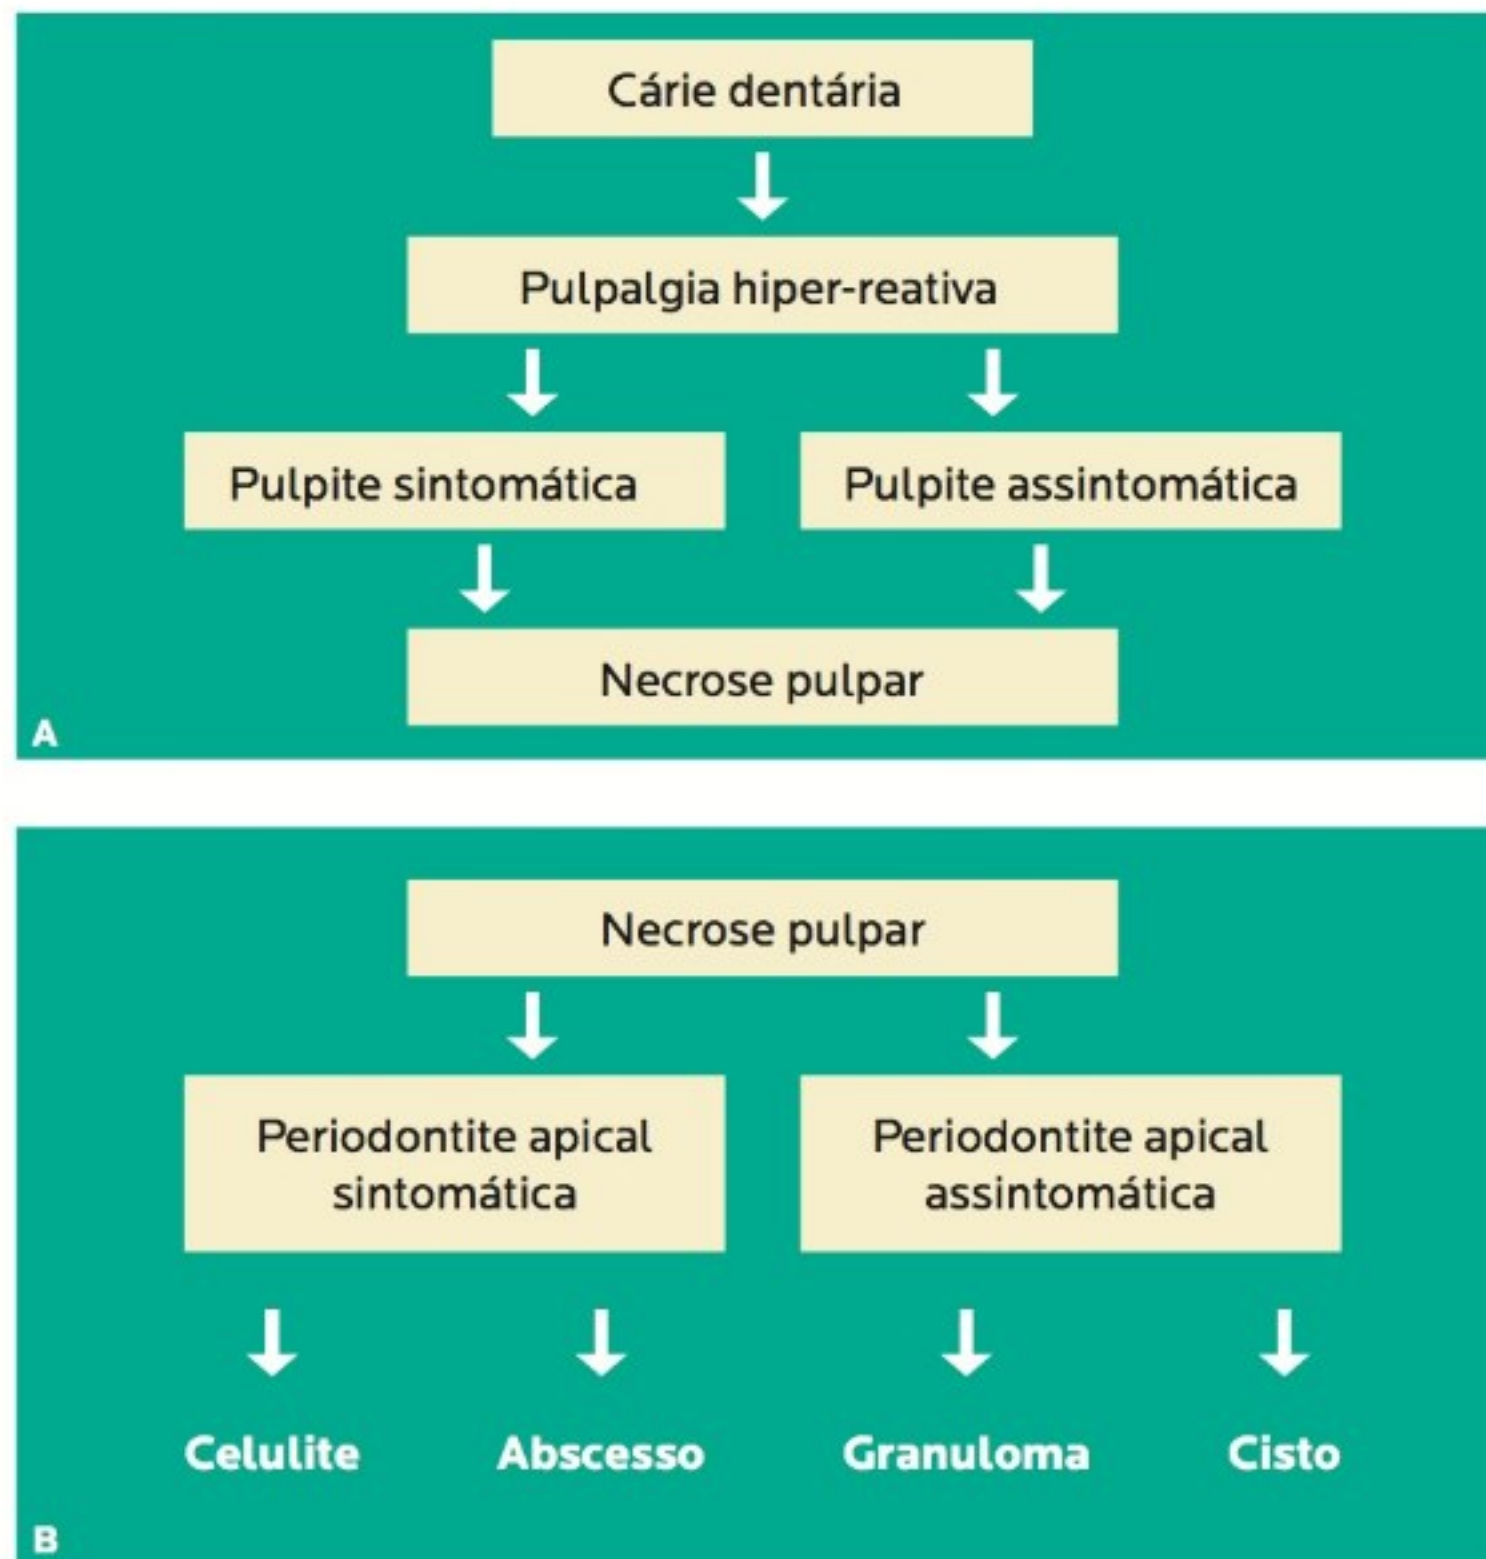 Cárie dentária
Pulpalgia hiper-reativa
Pulpite sintomática
Pulpite assintomática
Necrose pulpar
A
Necrose pulpar
Periodontite apical
sintomática
Periodontite apical
assintomática
Celulite
Abscesso
Granuloma
Cisto
B